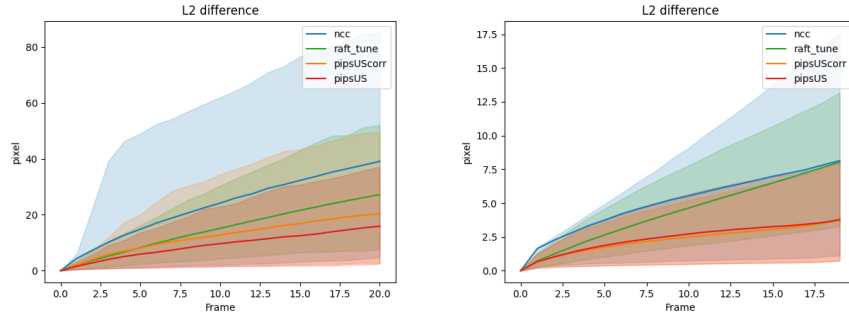 L2 difference
80
60
40
20
0
pixel
0.0 2.5 5.0 7.5 10.0 12.5 15.0 17.5 20.0
Frame
ncc
raft_tune
pipsUScorr
pipsUS
L2 difference
17.5
15.0
12.5
10.0
7.5
5.0
2.5
0.0
pixel
0.0 2.5 5.0 7.5 10.0 12.5 15.0 17.5
Frame
ncc
raft_tune
pipsUScorr
pipsUS